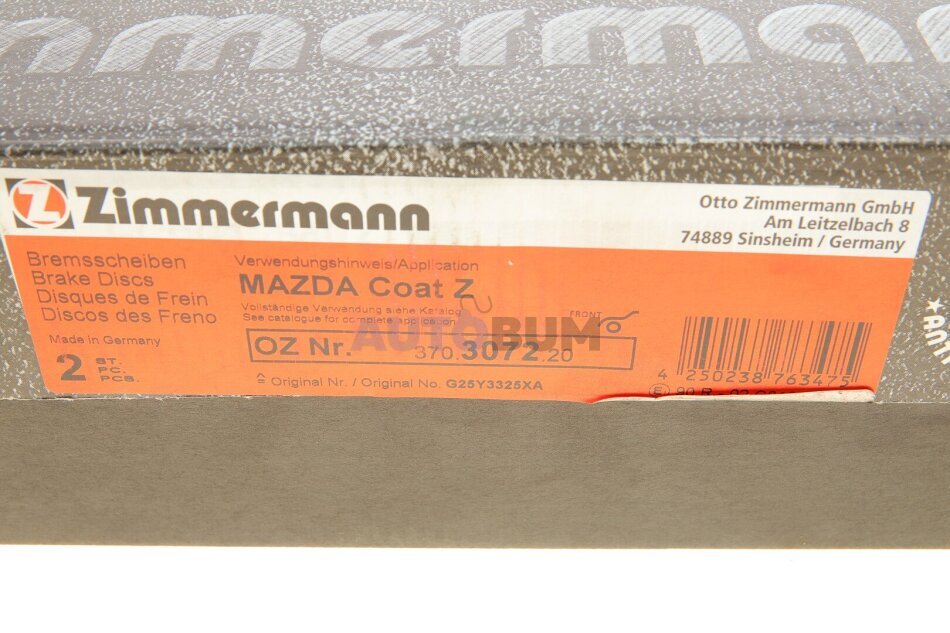 Zimmermann
Otto Zimmermann GmbH
Am Leitzelbach 8
74889 Sinsheim / Germany
Bremsscheiben
Brake Discs
Disques de Frein
Discos des Freno
Made in Germany
2 ST.
PC.
PCS.
Verwendungshinweis/Application
MAZDA Coat Z
Vollständige Verwendung siehe Katalog
See catalogue for complete application
FRONT
AUTOBUM
OZ Nr. 370.3072.20
≙ Original Nr. / Original No. G25Y3325XA
4 250238 763475